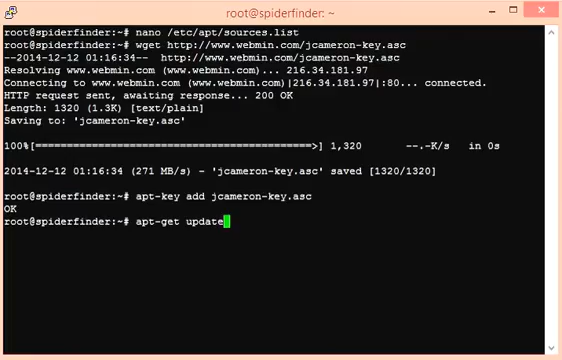 root@spiderfinder: ~
root@spiderfinder:~# nano /etc/apt/sources.list
root@spiderfinder:~# wget http://www.webmin.com/jcameron-key.asc
--2014-12-12 01:16:34--  http://www.webmin.com/jcameron-key.asc
Resolving www.webmin.com (www.webmin.com)... 216.34.181.97
Connecting to www.webmin.com (www.webmin.com)|216.34.181.97|:80... connected.
HTTP request sent, awaiting response... 200 OK
Length: 1320 (1.3K) [text/plain]
Saving to: 'jcameron-key.asc'
100%[============================================>] 1,320       --.-K/s   in 0s
2014-12-12 01:16:34 (271 MB/s) - 'jcameron-key.asc' saved [1320/1320]
root@spiderfinder:~# apt-key add jcameron-key.asc
OK
root@spiderfinder:~# apt-get update